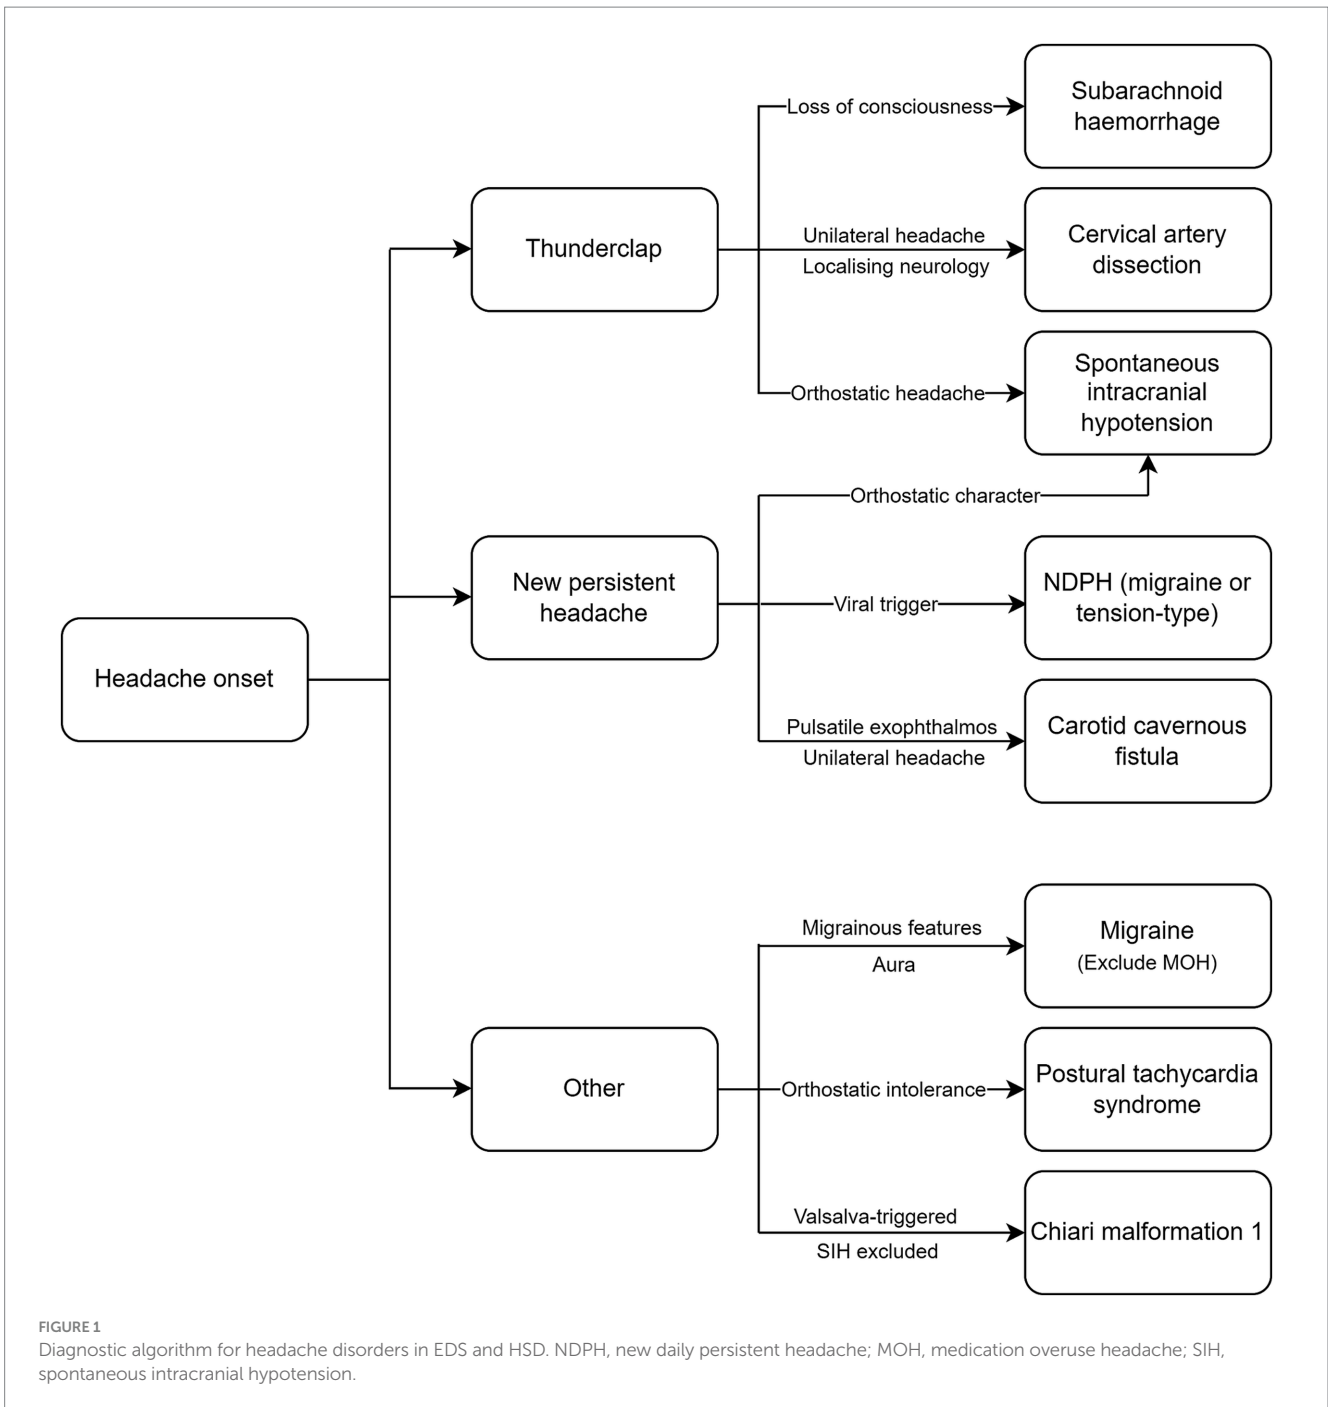 Loss of consciousness
Subarachnoid
haemorrhage
Thunderclap
Unilateral headache
Localising neurology
Cervical artery
dissection
Orthostatic headache
Spontaneous
intracranial
hypotension
Orthostatic character
New persistent
headache
Viral trigger
NDPH (migraine or
tension-type)
Headache onset
Pulsatile exophthalmos
Unilateral headache
Carotid cavernous
fistula
Migrainous features
Aura
Migraine
(Exclude MOH)
Other
Orthostatic intolerance
Postural tachycardia
syndrome
Valsalva-triggered
SIH excluded
Chiari malformation 1
FIGURE 1
Diagnostic algorithm for headache disorders in EDS and HSD. NDPH, new daily persistent headache; MOH, medication overuse headache; SIH,
spontaneous intracranial hypotension.